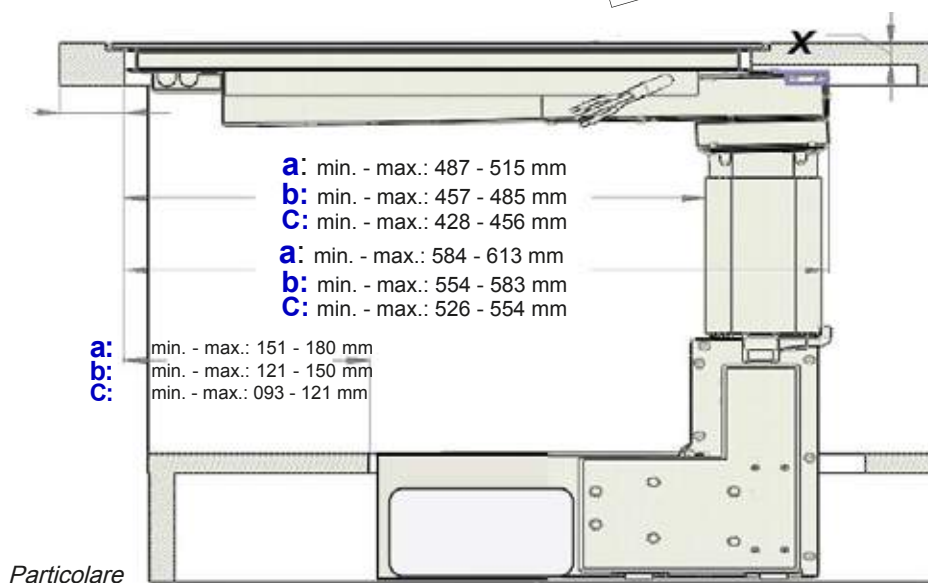 X
a: min. - max.: 487 - 515 mm
b: min. - max.: 457 - 485 mm
C: min. - max.: 428 - 456 mm
a: min. - max.: 584 - 613 mm
b: min. - max.: 554 - 583 mm
C: min. - max.: 526 - 554 mm
a: min. - max.: 151 - 180 mm
b: min. - max.: 121 - 150 mm
C: min. - max.: 093 - 121 mm
Particolare